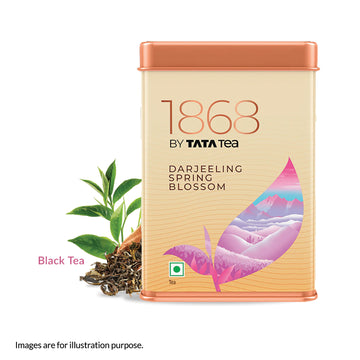 1868
BY TATA Tea
DARJEELING
SPRING
BLOSSOM
Black Tea
Tea
Images are for illustration purpose.